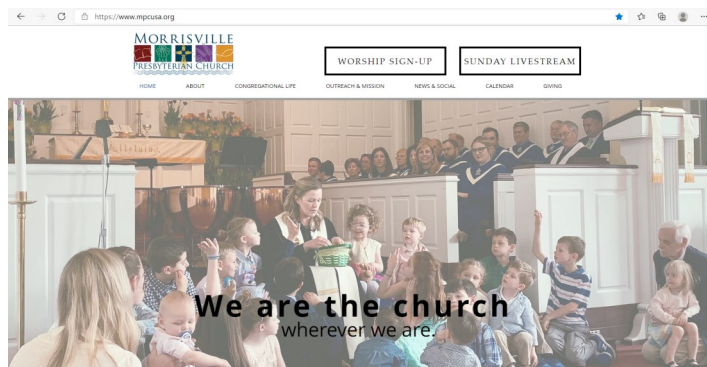 https://www.mpcusa.org
MORRISVILLE
PRESBYTERIAN CHURCH
WORSHIP SIGN-UP
SUNDAY LIVESTREAM
HOME ABOUT CONGREGATIONAL LIFE OUTREACH & MISSION NEWS & SOCIAL CALENDAR GIVING
Alleluia
We are the church
wherever we are.